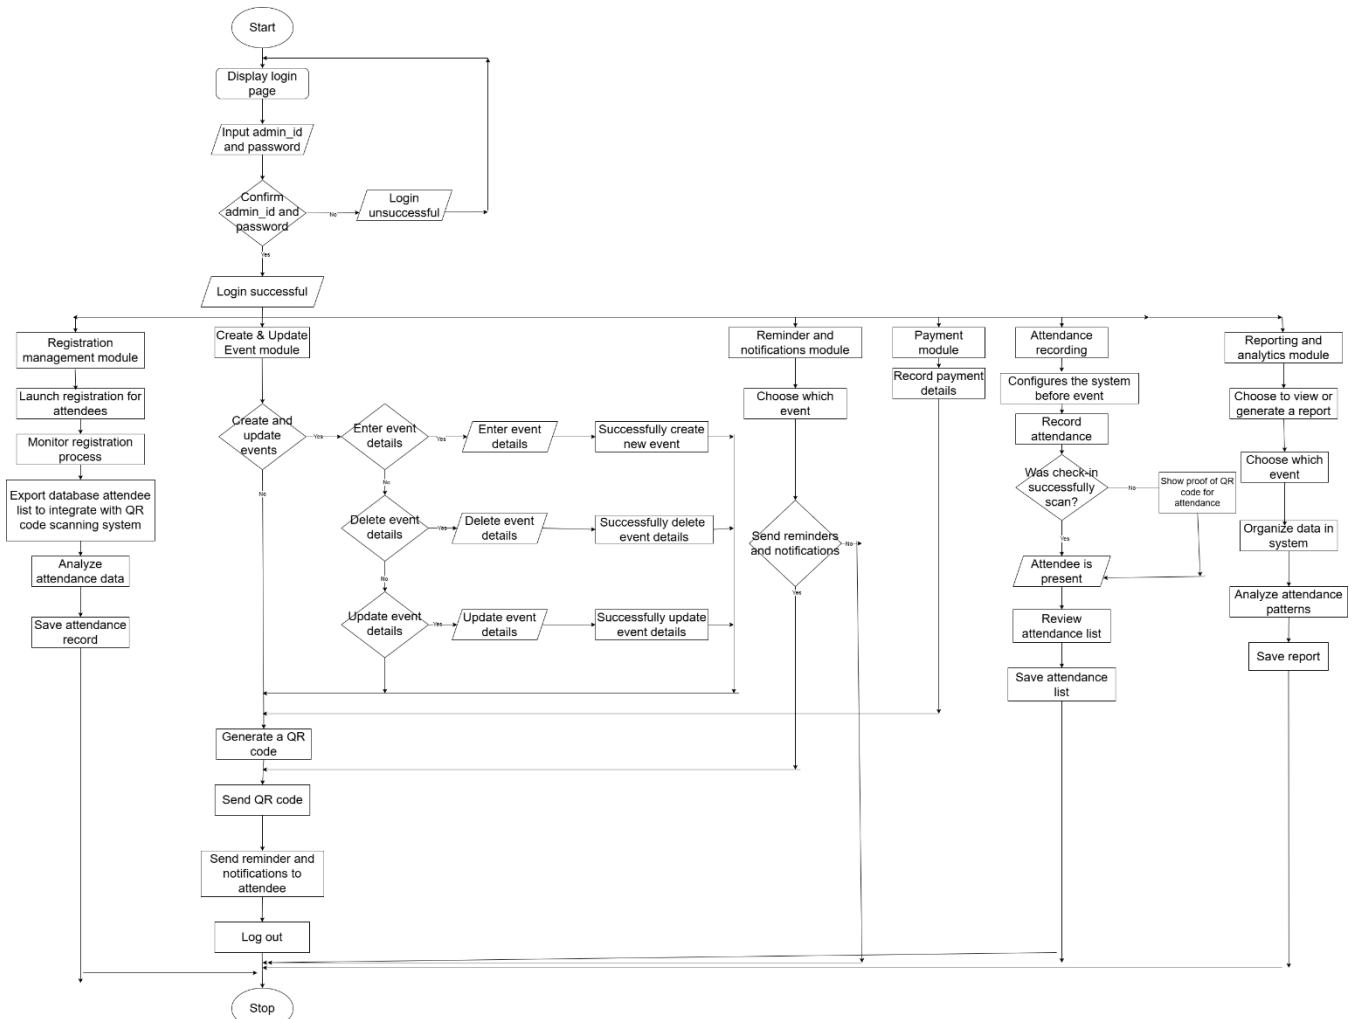 Start
Display login
page
Input admin_id
and password
Confirm
admin_id and
password
No
Login
unsuccessful
Yes
Login successful
Registration
management module
Launch registration for
attendees
Monitor registration
process
Export database attendee
list to integrate with QR
code scanning system
Analyze
attendance data
Save attendance
record
Create & Update
Event module
Create and
update
events
Yes
No
Enter event
details
Yes
Enter event
details
Successfully create
new event
No
Delete event
details
Yes
Delete event
details
Successfully delete
event details
No
Update event
details
Yes
Update event
details
Successfully update
event details
Generate a QR
code
Send QR code
Send reminder and
notifications to
attendee
Log out
Stop
Reminder and
notifications module
Choose which
event
Send reminders
and notifications
No
Yes
Payment
module
Record payment
details
Attendance
recording
Configures the system
before event
Record
attendance
Was check-in
successfully
scan?
No
Show proof of QR
code for
attendance
Yes
Attendee is
present
Review
attendance list
Save attendance
list
Reporting and
analytics module
Choose to view or
generate a report
Choose which
event
Organize data in
system
Analyze attendance
patterns
Save report